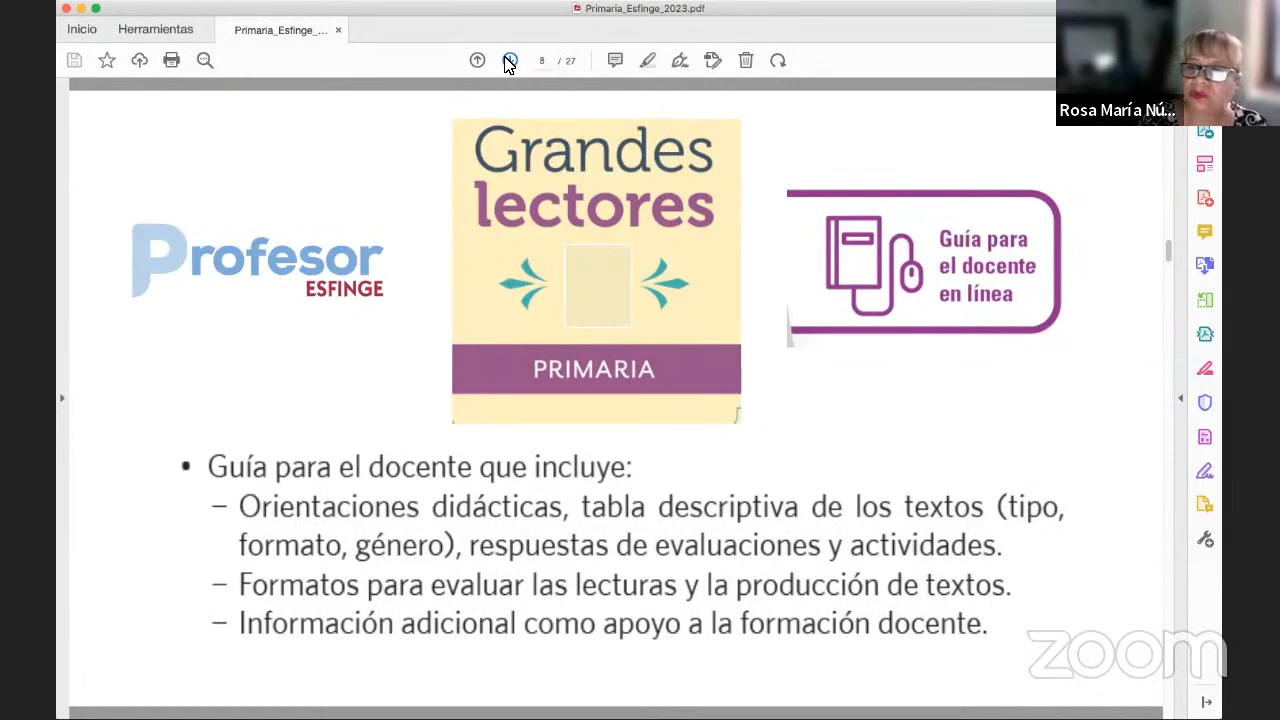 Primaria_Esfinge_2023.pdf
Inicio
Herramientas
Primaria_Esfinge_...
×
8 / 27
Rosa María Nú...
Profesor
ESFINGE
Grandes
lectores
PRIMARIA
Guía para
el docente
en línea
• Guía para el docente que incluye:
– Orientaciones didácticas, tabla descriptiva de los textos (tipo,
formato, género), respuestas de evaluaciones y actividades.
– Formatos para evaluar las lecturas y la producción de textos.
– Información adicional como apoyo a la formación docente.
zoom